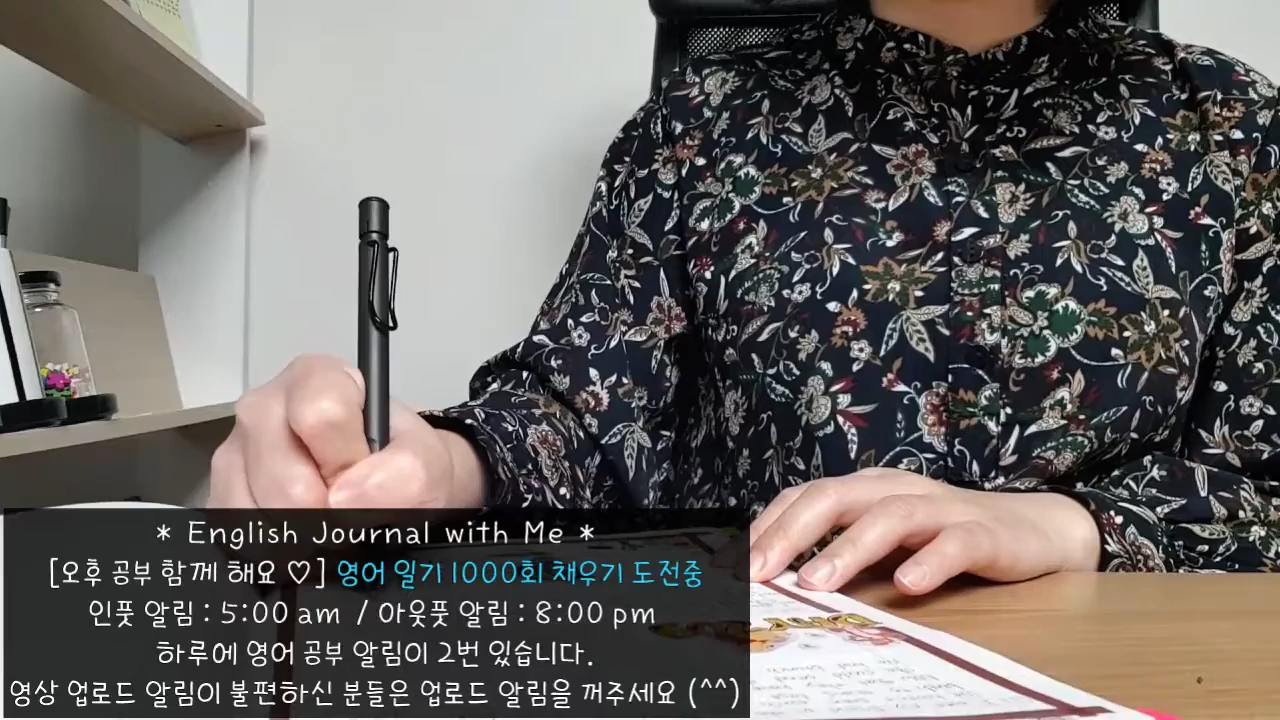 * English Journal with Me *
[오후 공부 함께 해요 ♡] 영어 일기 1000회 채우기 도전중
인풋 알림 : 5:00 am / 아웃풋 알림 : 8:00 pm
하루에 영어 공부 알림이 2번 있습니다.
영상 업로드 알림이 불편하신 분들은 업로드 알림을 꺼주세요 (^^)